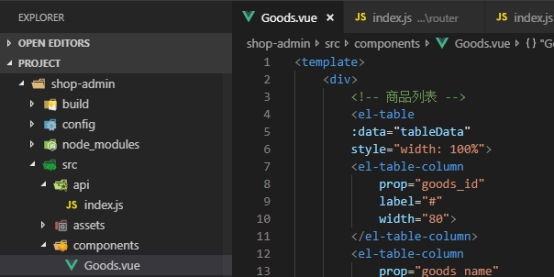 EXPLORER
OPEN EDITORS
PROJECT
shop-admin
build
config
node_modules
src
api
JS index.js
assets
components
Goods.vue
Goods.vue JS index.js ...\router JS index.js
shop-admin › src › components › Goods.vue › {} "Go
1 <template>
2 <div>
3 <!-- 商品列表 -->
4 <el-table
5 :data="tableData"
6 style="width: 100%">
7 <el-table-column
8 prop="goods_id"
9 label="#"
10 width="80">
11 </el-table-column>
12 <el-table-column
13 prop="goods_name"